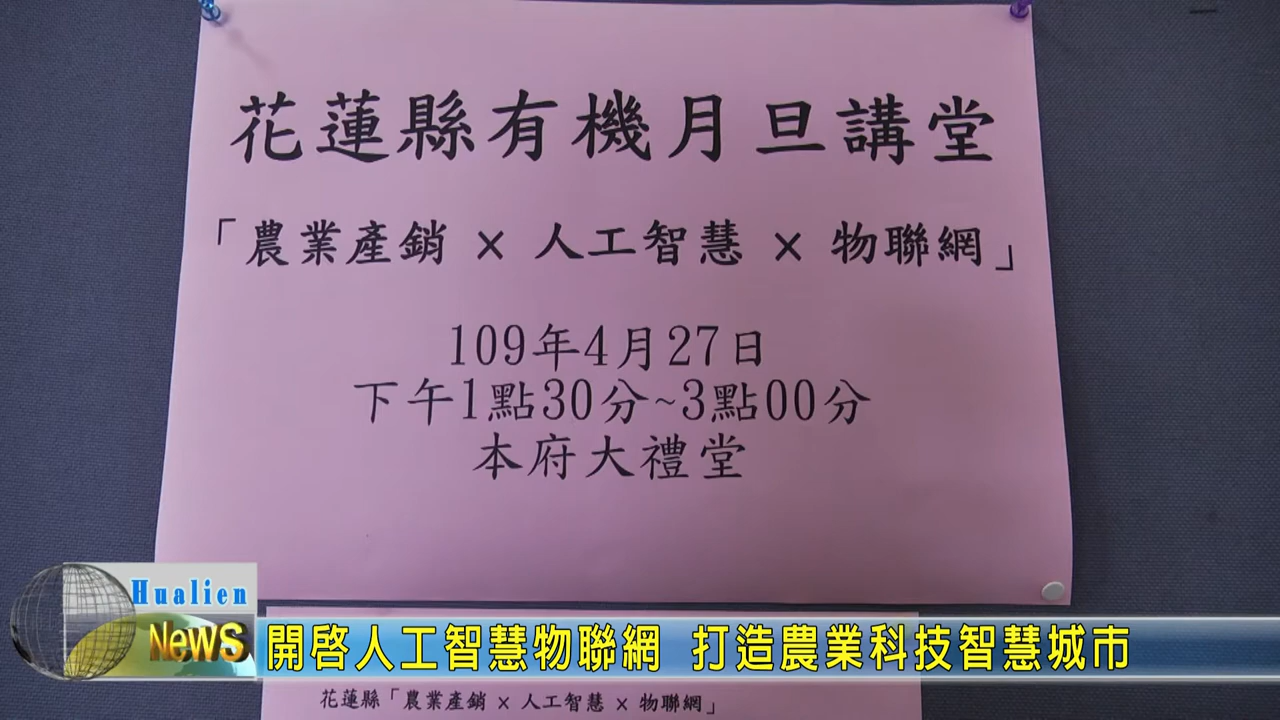 花蓮縣有機月旦講堂
「農業產銷 × 人工智慧 × 物聯網」
109年4月27日
下午1點30分~3點00分
本府大禮堂
Hualien
NewS
開啓人工智慧物聯網 打造農業科技智慧城市
花蓮縣「農業產銷 × 人工智慧 × 物聯網」